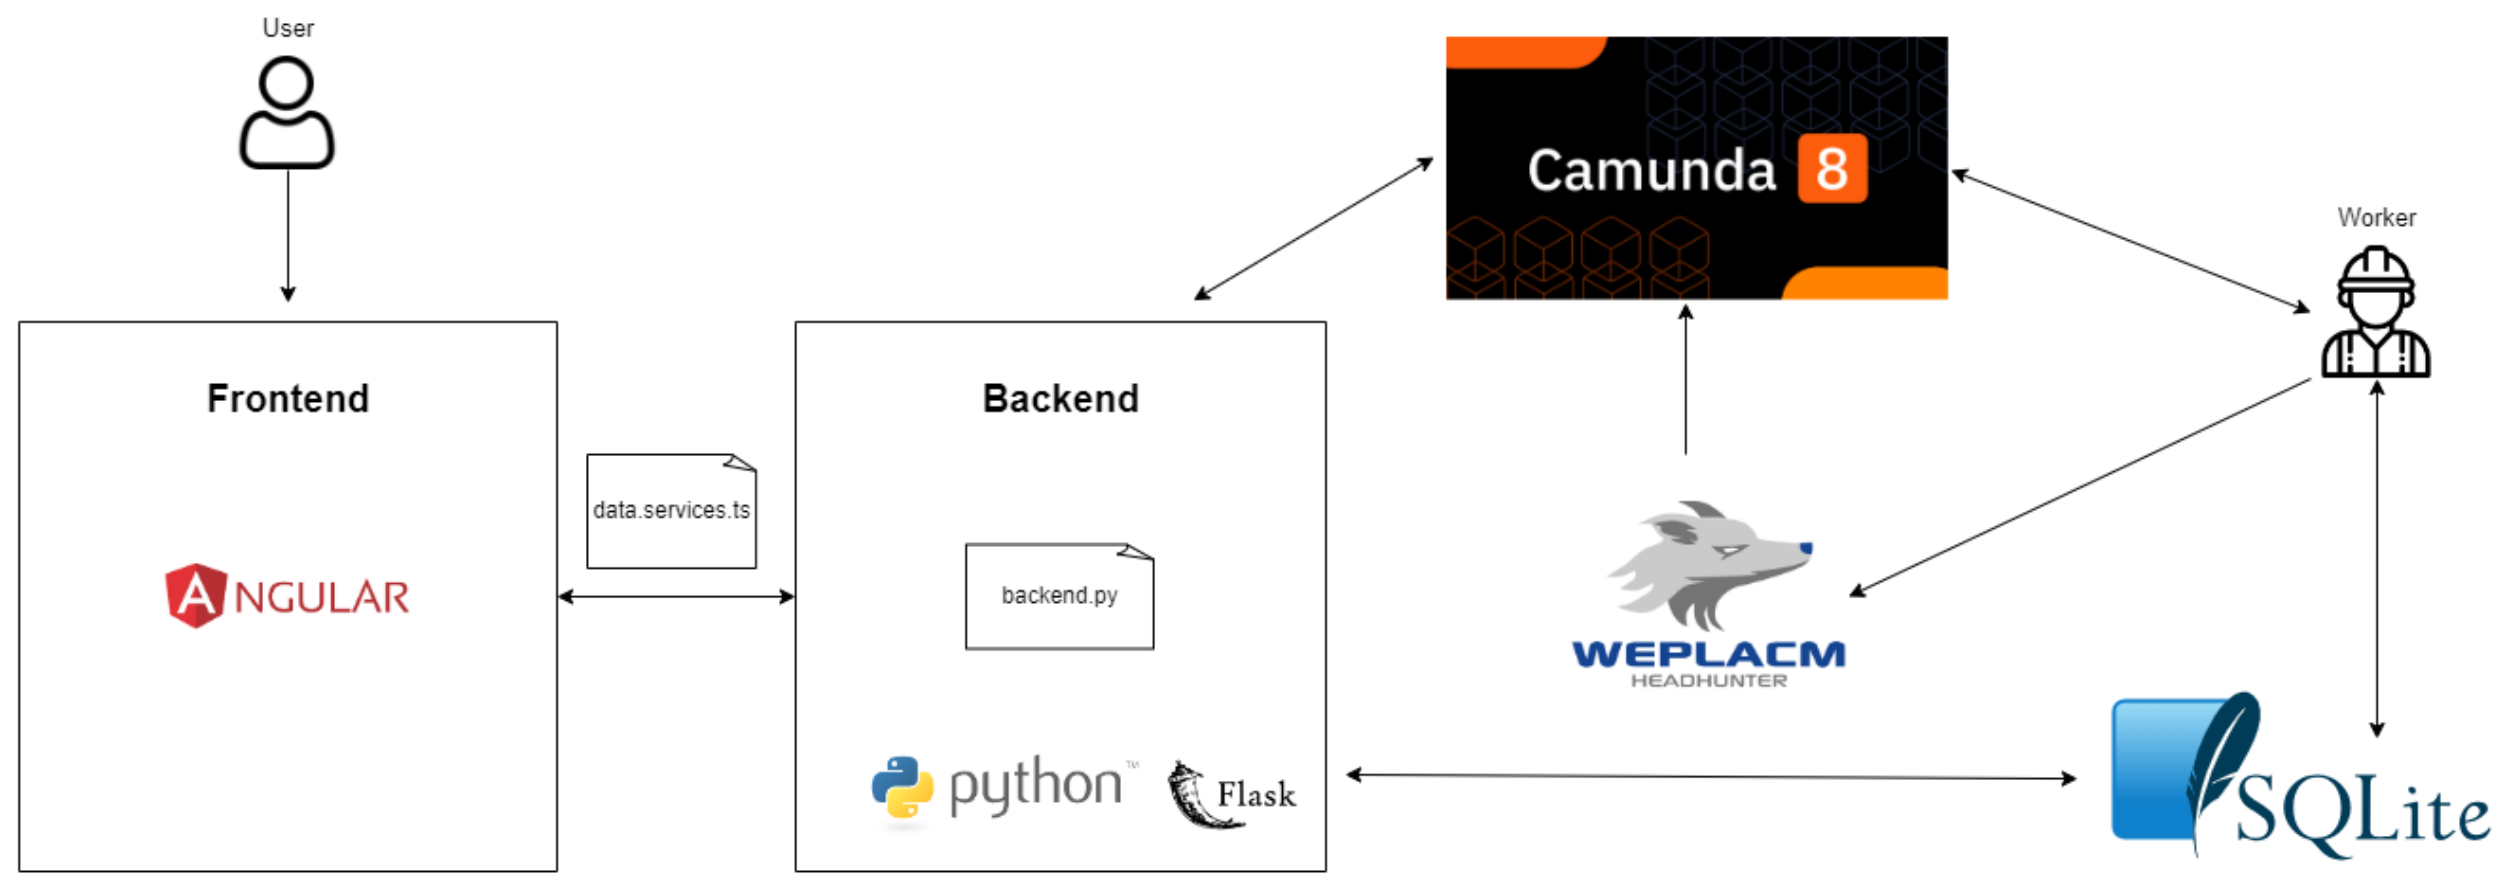 User
Frontend
ANGULAR
data.services.ts
Backend
backend.py
python™
Flask
Camunda 8
Worker
WEPLACM
HEADHUNTER
SQLite